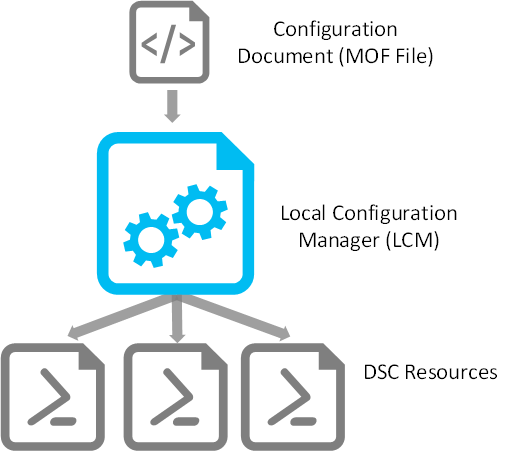 </>
Configuration
Document (MOF File)
Local Configuration
Manager (LCM)
DSC Resources